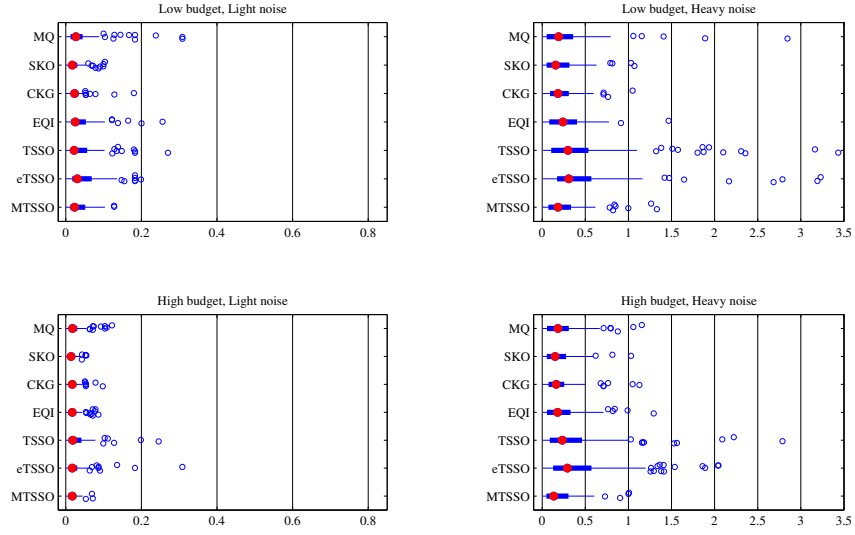 Low budget, Light noise
MQ
SKO
CKG
EQI
TSSO
eTSSO
MTSSO
0 0.2 0.4 0.6 0.8
Low budget, Heavy noise
MQ
SKO
CKG
EQI
TSSO
eTSSO
MTSSO
0 0.5 1 1.5 2 2.5 3 3.5
High budget, Light noise
MQ
SKO
CKG
EQI
TSSO
eTSSO
MTSSO
0 0.2 0.4 0.6 0.8
High budget, Heavy noise
MQ
SKO
CKG
EQI
TSSO
eTSSO
MTSSO
0 0.5 1 1.5 2 2.5 3 3.5